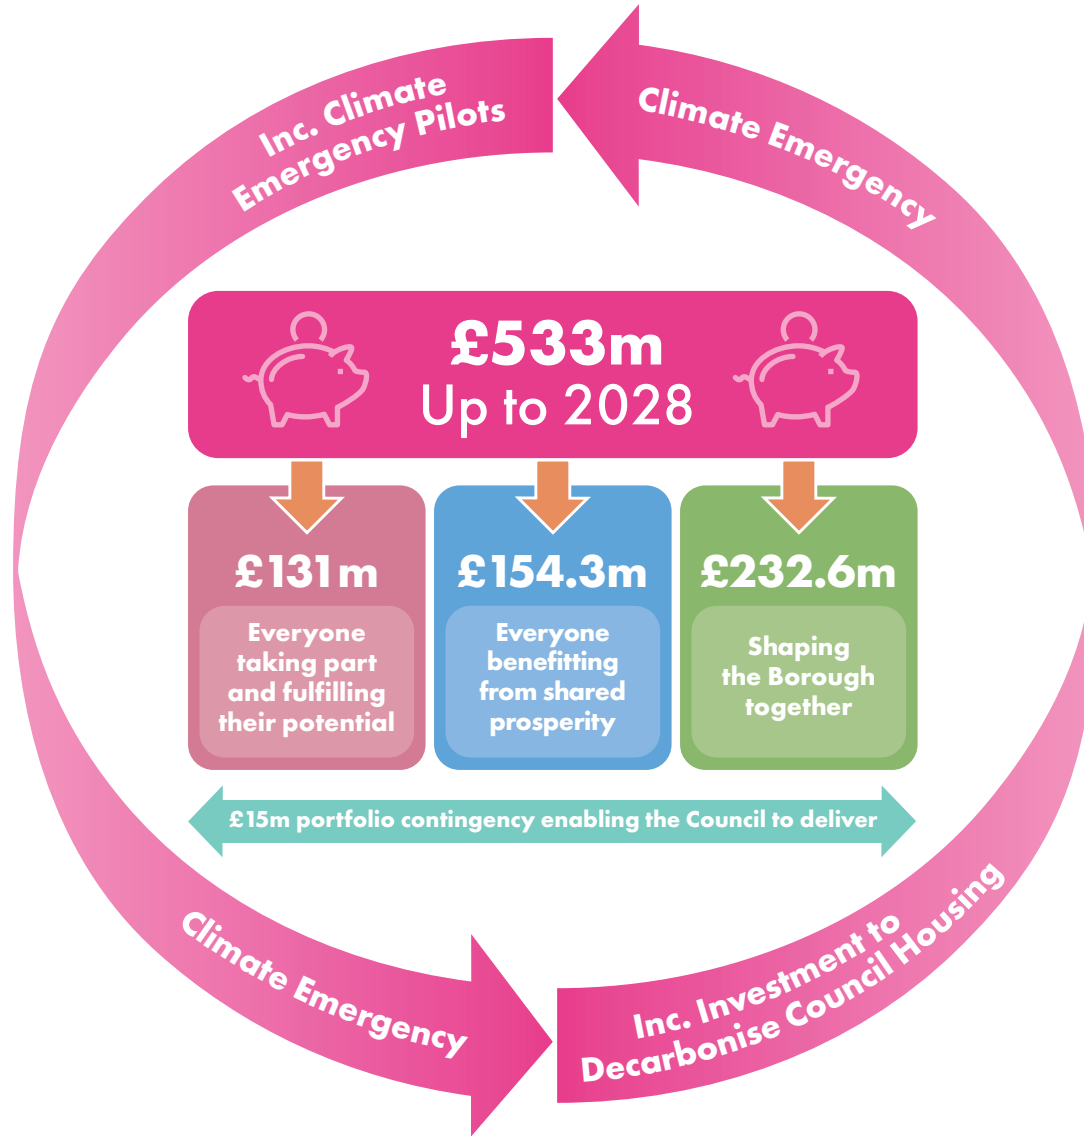 Inc. Climate
Emergency Pilots
Climate Emergency
£533m
Up to 2028
£131m
Everyone
taking part
and fulfilling
their potential
£154.3m
Everyone
benefitting
from shared
prosperity
£232.6m
Shaping
the Borough
together
£15m portfolio contingency enabling the Council to deliver
Climate Emergency
Inc. Investment to
Decarbonise Council Housing